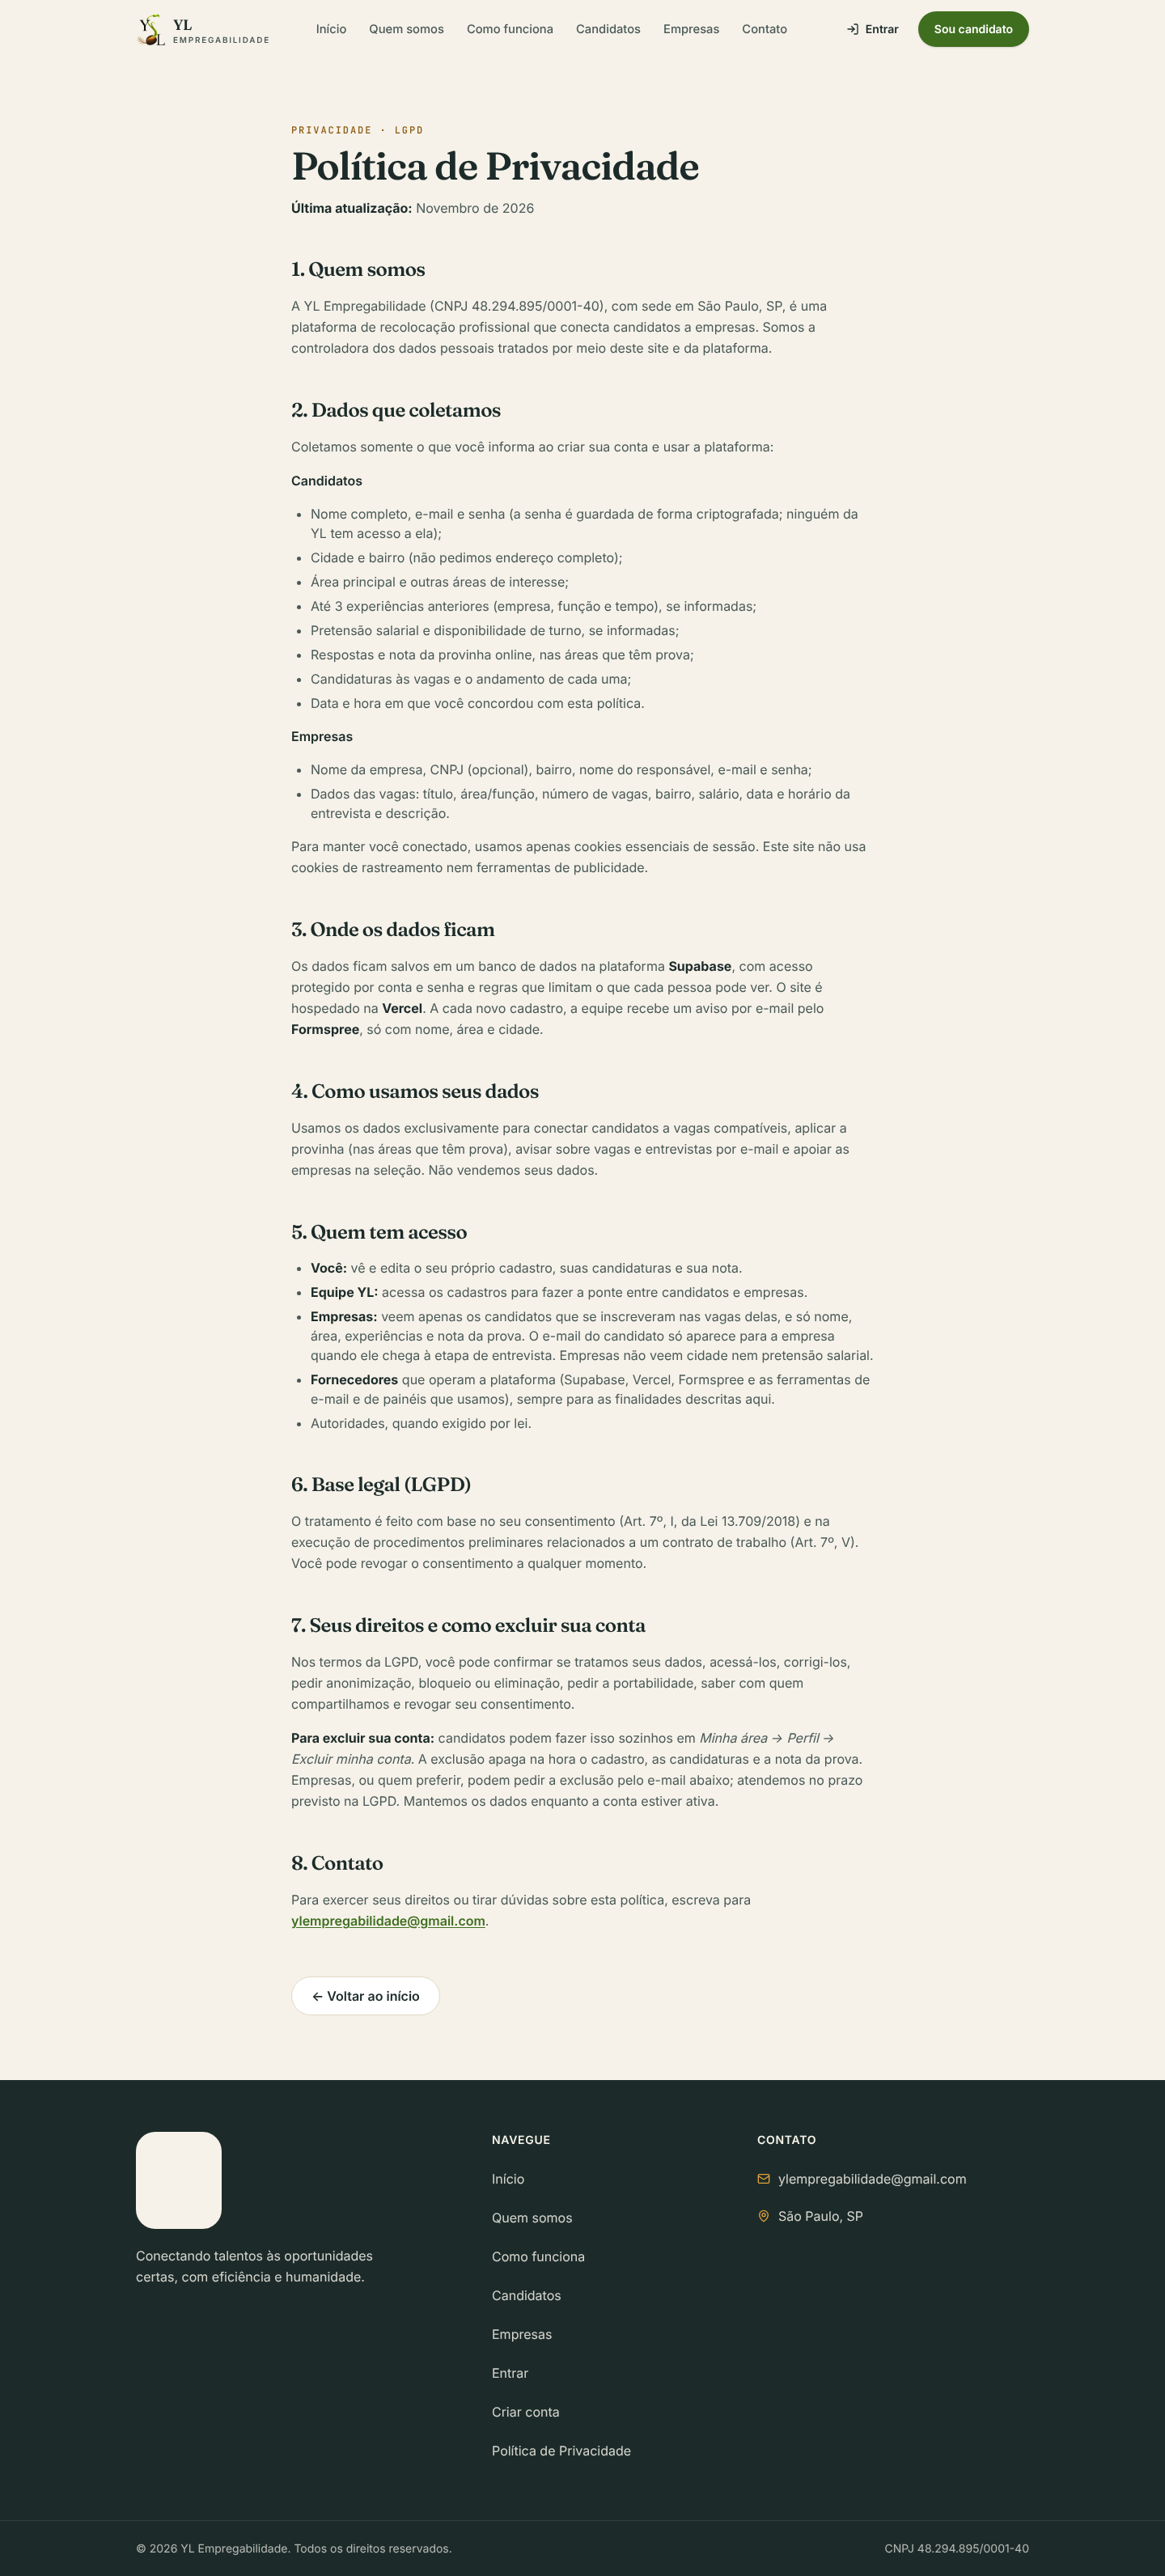 YL
YL
EMPREGABILIDADE
Início
Quem somos
Como funciona
Candidatos
Empresas
Contato
Entrar
Sou candidato
PRIVACIDADE · LGPD
Política de Privacidade
Última atualização: Novembro de 2026
1. Quem somos
A YL Empregabilidade (CNPJ 48.294.895/0001-40), com sede em São Paulo, SP, é uma
plataforma de recolocação profissional que conecta candidatos a empresas. Somos a
controladora dos dados pessoais tratados por meio deste site e da plataforma.
2. Dados que coletamos
Coletamos somente o que você informa ao criar sua conta e usar a plataforma:
Candidatos
• Nome completo, e-mail e senha (a senha é guardada de forma criptografada; ninguém da
YL tem acesso a ela);
• Cidade e bairro (não pedimos endereço completo);
• Área principal e outras áreas de interesse;
• Até 3 experiências anteriores (empresa, função e tempo), se informadas;
• Pretensão salarial e disponibilidade de turno, se informadas;
• Respostas e nota da provinha online, nas áreas que têm prova;
• Candidaturas às vagas e o andamento de cada uma;
• Data e hora em que você concordou com esta política.
Empresas
• Nome da empresa, CNPJ (opcional), bairro, nome do responsável, e-mail e senha;
• Dados das vagas: título, área/função, número de vagas, bairro, salário, data e horário da
entrevista e descrição.
Para manter você conectado, usamos apenas cookies essenciais de sessão. Este site não usa
cookies de rastreamento nem ferramentas de publicidade.
3. Onde os dados ficam
Os dados ficam salvos em um banco de dados na plataforma Supabase, com acesso
protegido por conta e senha e regras que limitam o que cada pessoa pode ver. O site é
hospedado na Vercel. A cada novo cadastro, a equipe recebe um aviso por e-mail pelo
Formspree, só com nome, área e cidade.
4. Como usamos seus dados
Usamos os dados exclusivamente para conectar candidatos a vagas compatíveis, aplicar a
provinha (nas áreas que têm prova), avisar sobre vagas e entrevistas por e-mail e apoiar as
empresas na seleção. Não vendemos seus dados.
5. Quem tem acesso
• Você: vê e edita o seu próprio cadastro, suas candidaturas e sua nota.
• Equipe YL: acessa os cadastros para fazer a ponte entre candidatos e empresas.
• Empresas: veem apenas os candidatos que se inscreveram nas vagas delas, e só nome,
área, experiências e nota da prova. O e-mail do candidato só aparece para a empresa
quando ele chega à etapa de entrevista. Empresas não veem cidade nem pretensão salarial.
• Fornecedores que operam a plataforma (Supabase, Vercel, Formspree e as ferramentas de
e-mail e de painéis que usamos), sempre para as finalidades descritas aqui.
• Autoridades, quando exigido por lei.
6. Base legal (LGPD)
O tratamento é feito com base no seu consentimento (Art. 7º, I, da Lei 13.709/2018) e na
execução de procedimentos preliminares relacionados a um contrato de trabalho (Art. 7º, V).
Você pode revogar o consentimento a qualquer momento.
7. Seus direitos e como excluir sua conta
Nos termos da LGPD, você pode confirmar se tratamos seus dados, acessá-los, corrigi-los,
pedir anonimização, bloqueio ou eliminação, pedir a portabilidade, saber com quem
compartilhamos e revogar seu consentimento.
Para excluir sua conta: candidatos podem fazer isso sozinhos em Minha área → Perfil →
Excluir minha conta. A exclusão apaga na hora o cadastro, as candidaturas e a nota da prova.
Empresas, ou quem preferir, podem pedir a exclusão pelo e-mail abaixo; atendemos no prazo
previsto na LGPD. Mantemos os dados enquanto a conta estiver ativa.
8. Contato
Para exercer seus direitos ou tirar dúvidas sobre esta política, escreva para
ylempregabilidade@gmail.com.
← Voltar ao início
Conectando talentos às oportunidades
certas, com eficiência e humanidade.
NAVEGUE
Início
Quem somos
Como funciona
Candidatos
Empresas
Entrar
Criar conta
Política de Privacidade
CONTATO
ylempregabilidade@gmail.com
São Paulo, SP
© 2026 YL Empregabilidade. Todos os direitos reservados.
CNPJ 48.294.895/0001-40